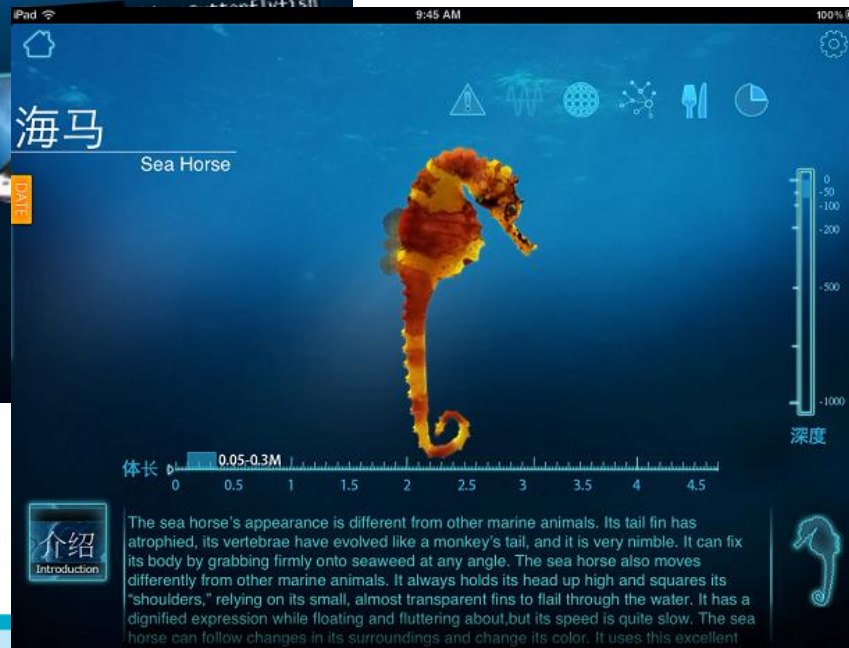 Butterflyfish
iPad 9:45 AM 100%
海马
Sea Horse
DATE
0
-50
-100
-200
-500
-1000
深度
体长 0.05-0.3M
0 0.5 1 1.5 2 2.5 3 3.5 4 4.5
介绍
Introduction
The sea horse's appearance is different from other marine animals. Its tail fin has
atrophied, its vertebrae have evolved like a monkey's tail, and it is very nimble. It can fix
its body by grabbing firmly onto seaweed at any angle. The sea horse also moves
differently from other marine animals. It always holds its head up high and squares its
“shoulders,” relying on its small, almost transparent fins to flail through the water. It has a
dignified expression while floating and fluttering about,but its speed is quite slow. The sea
horse can follow changes in its surroundings and change its color. It uses this excellent